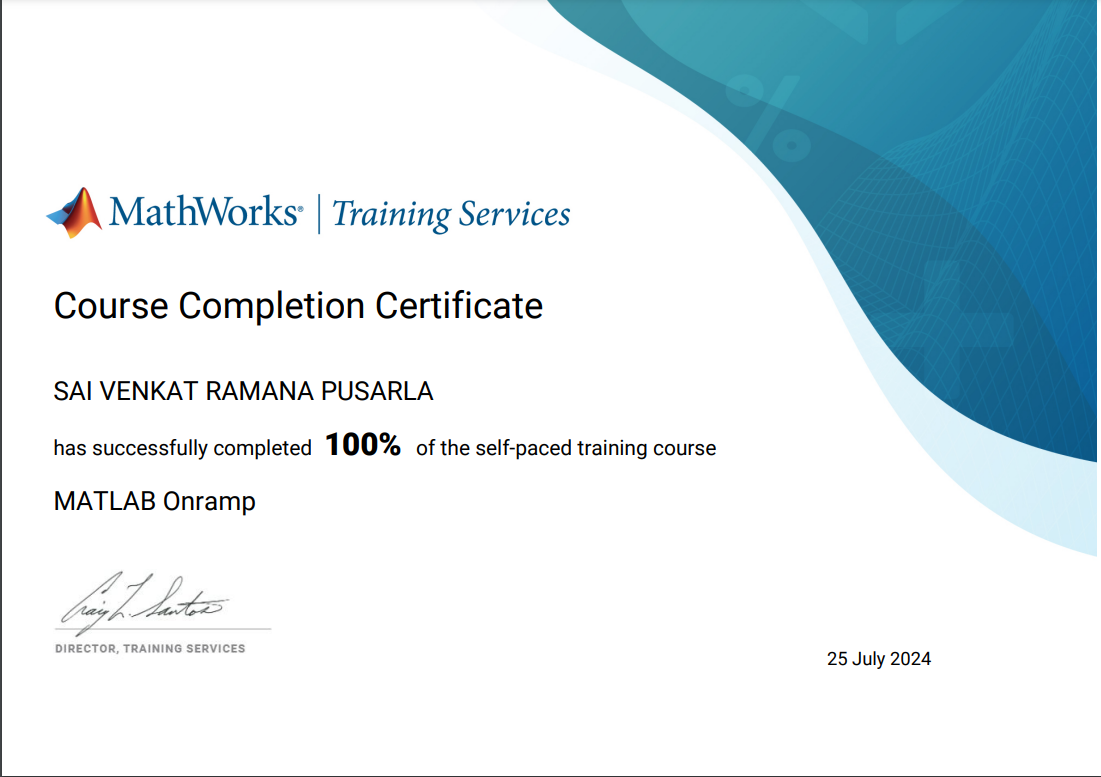 MathWorks® | Training Services
Course Completion Certificate
SAI VENKAT RAMANA PUSARLA
has successfully completed 100% of the self-paced training course
MATLAB Onramp
Craig L. Santos
DIRECTOR, TRAINING SERVICES
25 July 2024